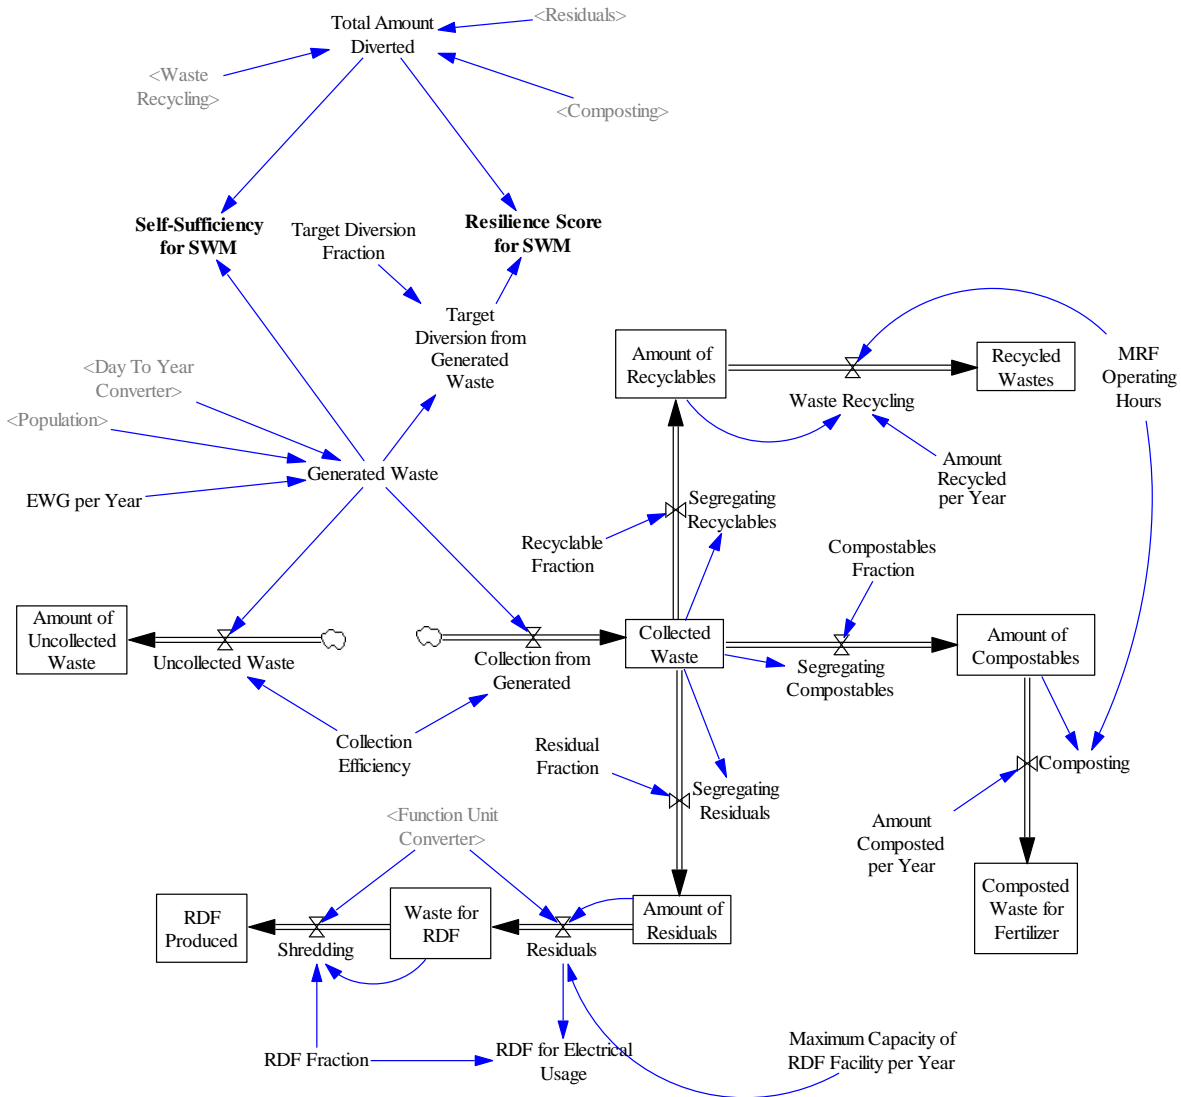 Total Amount
Diverted
<Residuals>
<Waste
Recycling>
<Composting>
Self-Sufficiency
for SWM
Target Diversion
Fraction
Resilience Score
for SWM
Target
Diversion from
Generated
Waste
Amount of
Recyclables
Recycled
Wastes
MRF
Operating
Hours
<Day To Year
Converter>
<Population>
Waste Recycling
Generated Waste
EWG per Year
Amount
Recycled
per Year
Segregating
Recyclables
Recyclable
Fraction
Compostables
Fraction
Amount of
Uncollected
Waste
Uncollected Waste
Collection from
Generated
Collected
Waste
Segregating
Compostables
Amount of
Compostables
Collection
Efficiency
Residual
Fraction
Segregating
Residuals
Composting
Amount
Composted
per Year
<Function Unit
Converter>
RDF
Produced
Shredding
Waste for
RDF
Residuals
Amount of
Residuals
Composted
Waste for
Fertilizer
RDF Fraction
RDF for Electrical
Usage
Maximum Capacity of
RDF Facility per Year